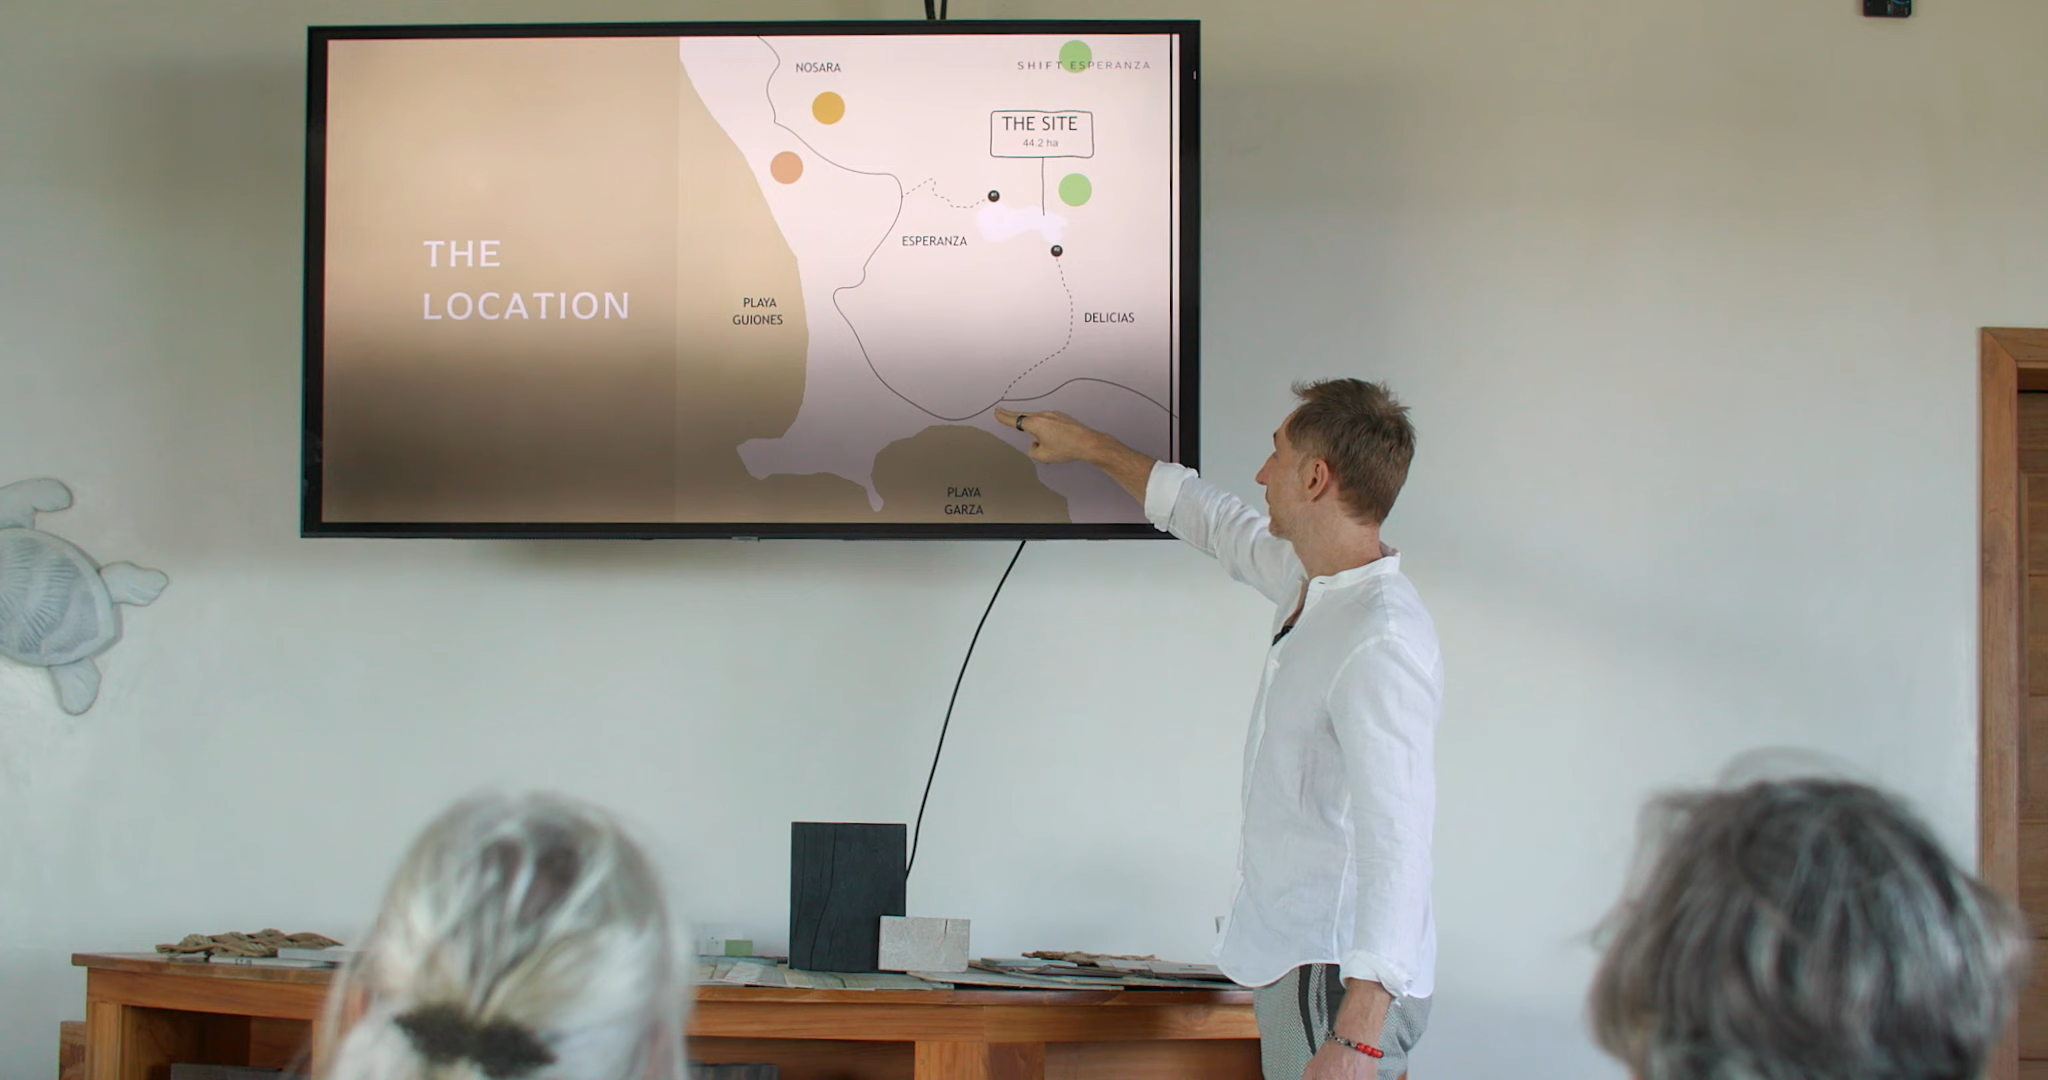 THE
LOCATION
NOSARA
SHIFT ESPERANZA
THE SITE
44.2 ha
ESPERANZA
PLAYA
GUIONES
DELICIAS
PLAYA
GARZA